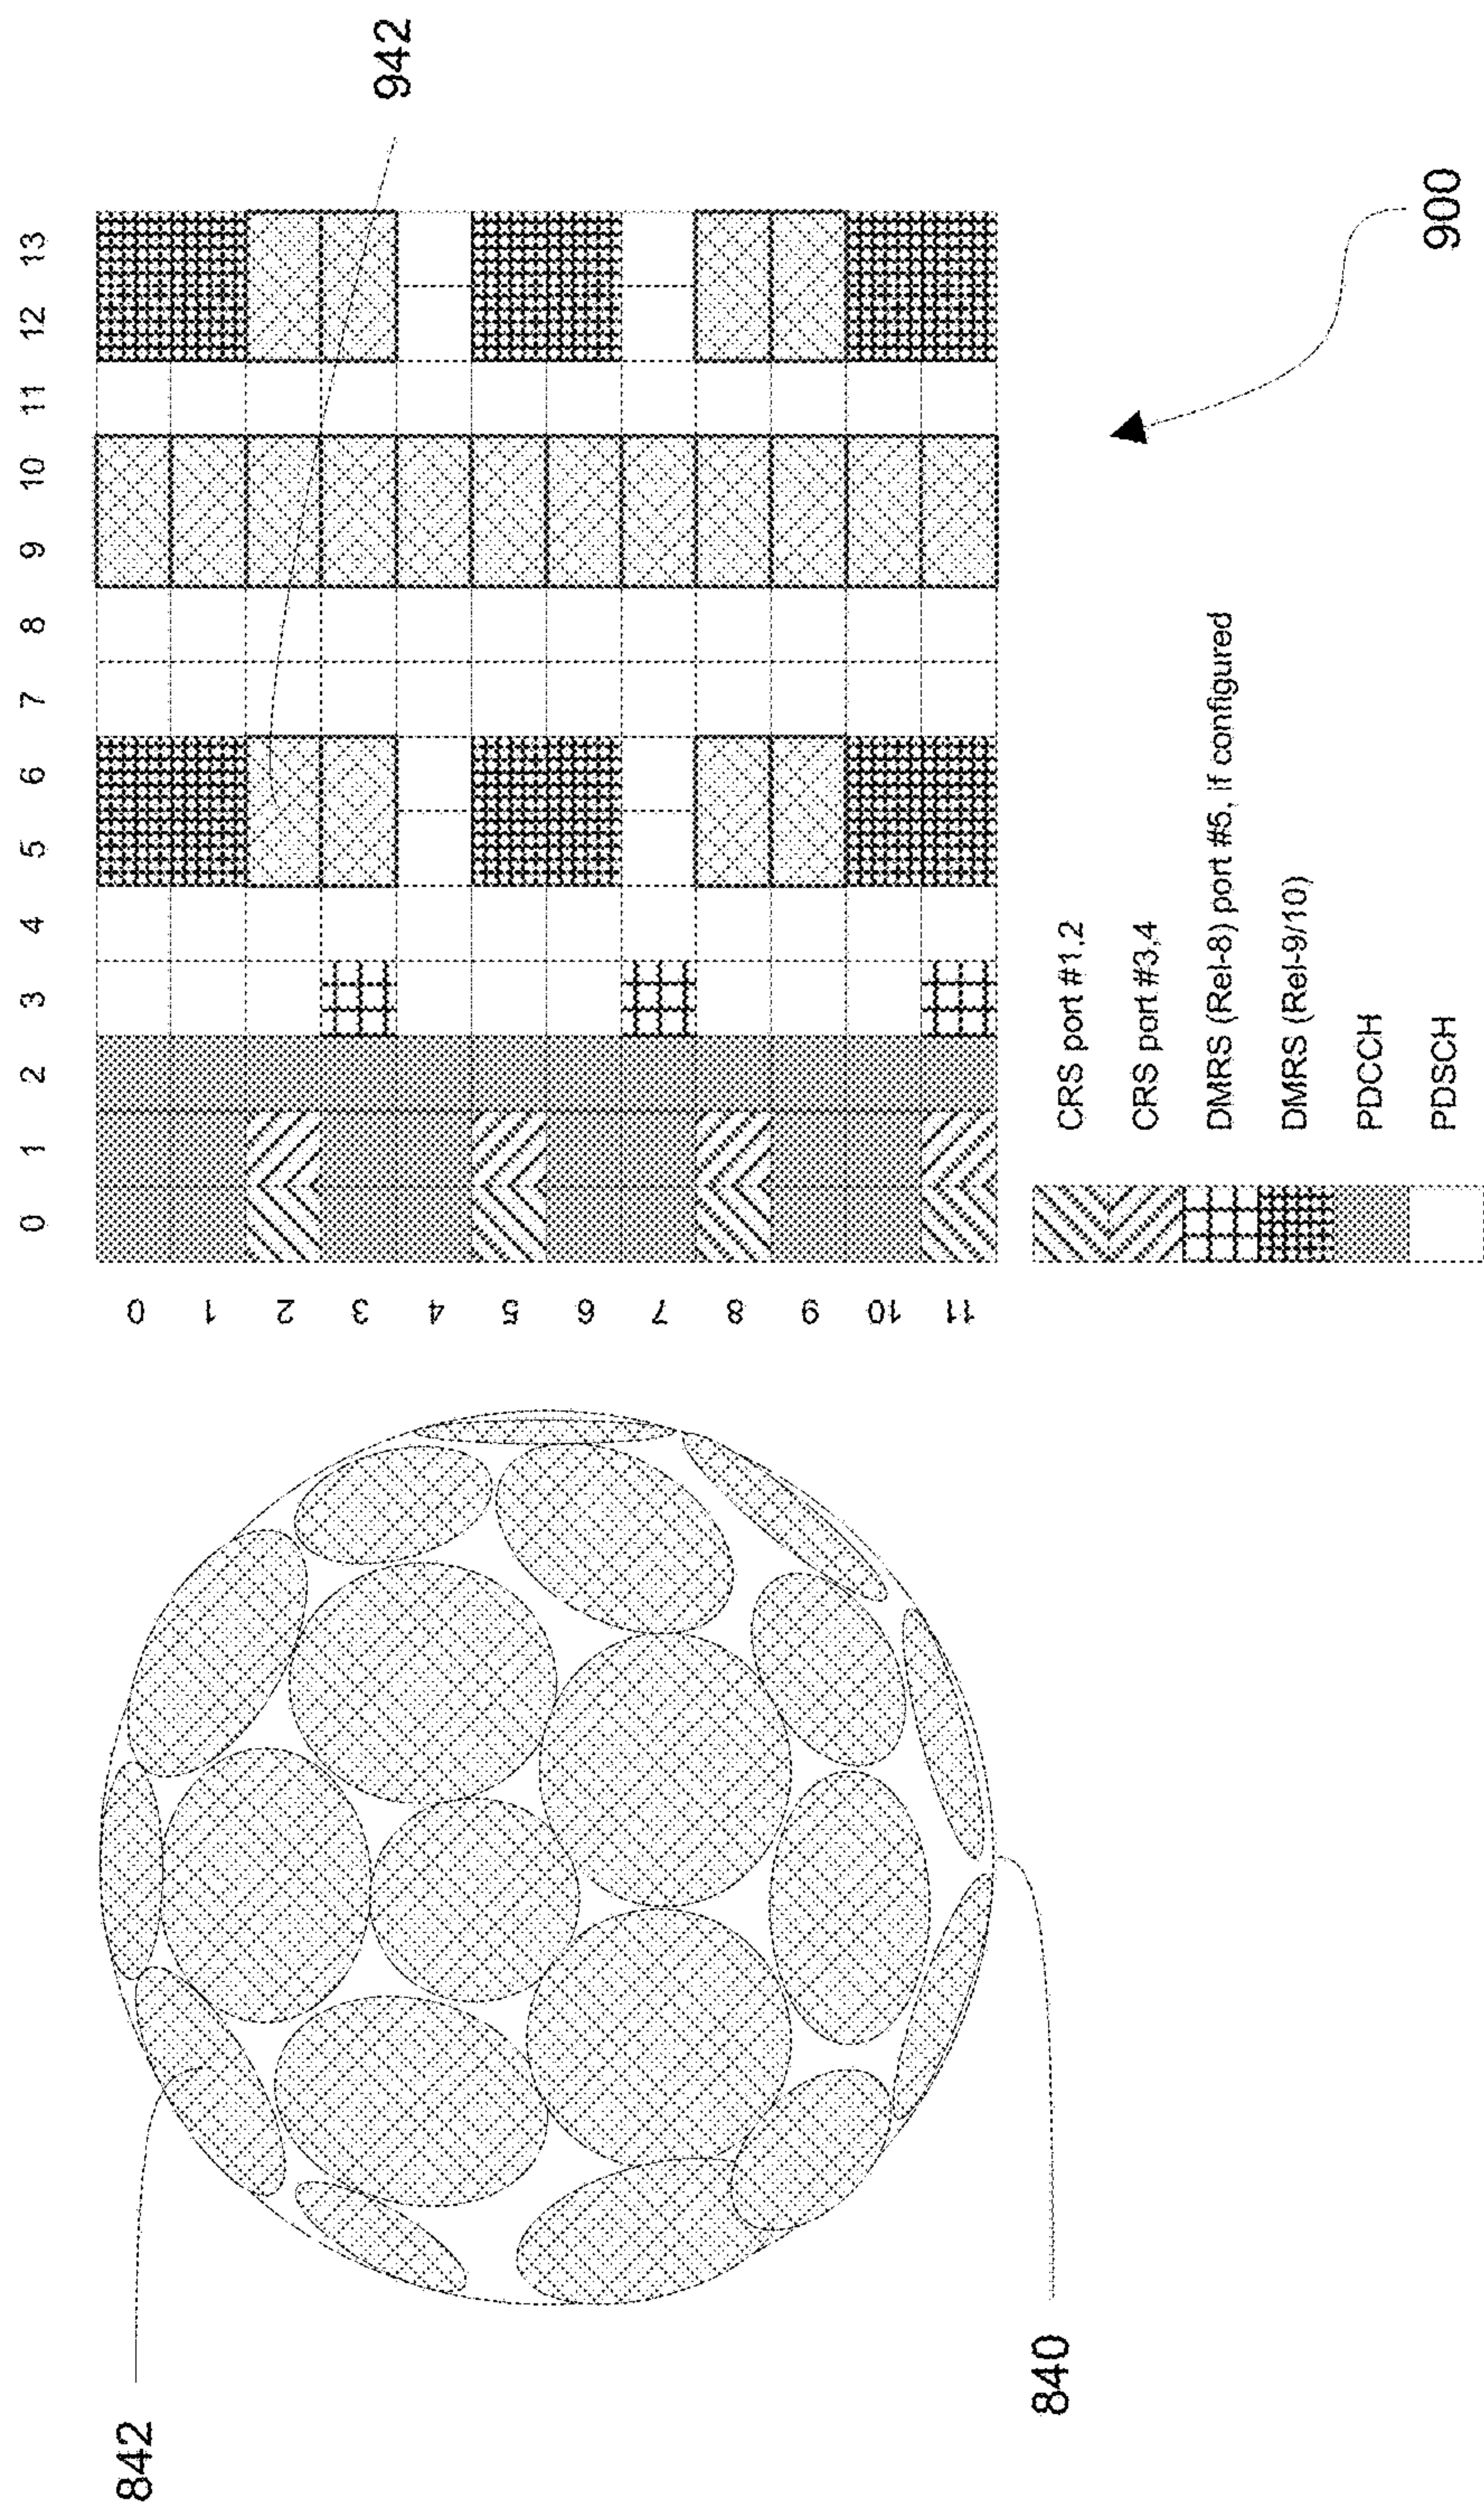 842
840
0 1 2 3 4 5 6 7 8 9 10 11 12 13
0
1
2
3
4
5
6
7
8
9
10
11
942
CRS port #1,2
CRS port #3,4
DMRS (Rel-8) port #5, if configured
DMRS (Rel-9/10)
PDCCH
PDSCH
900